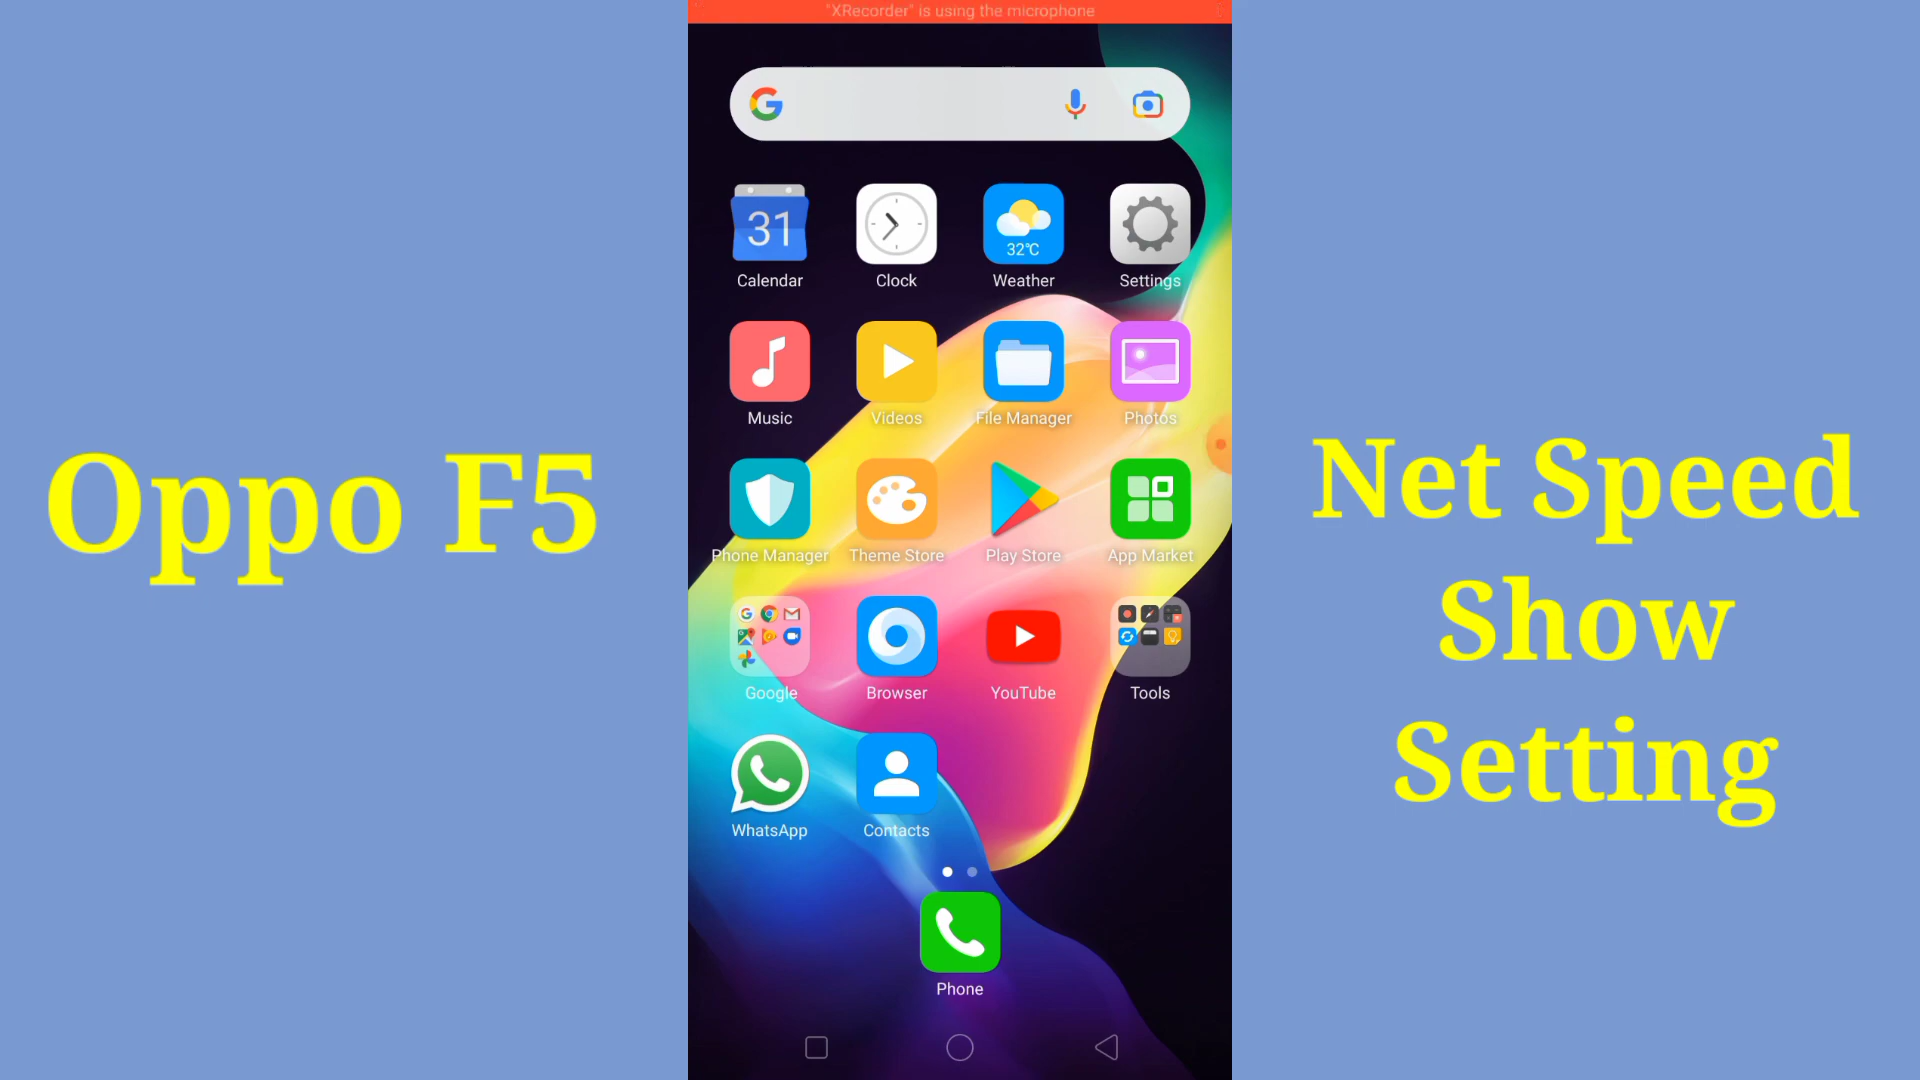 "XRecorder" is using the microphone
31
32℃
Calendar
Clock
Weather
Settings
Music
Videos
File Manager
Photos
Phone Manager
Theme Store
Play Store
App Market
Google
Browser
YouTube
Tools
WhatsApp
Contacts
Phone
Oppo F5
Net Speed
Show
Setting